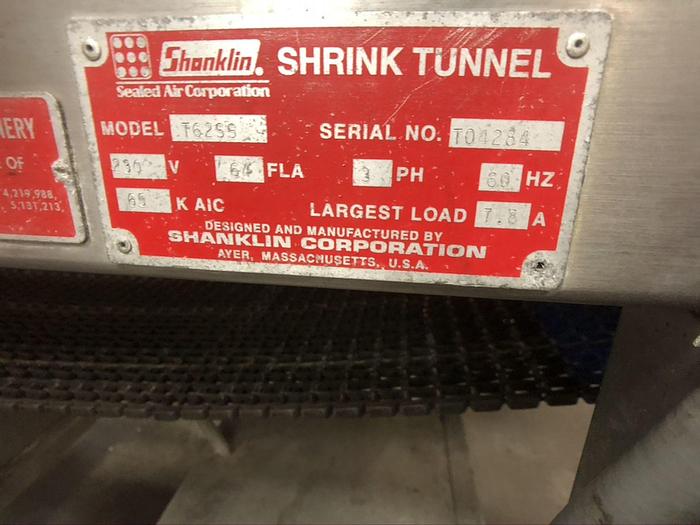 Shanklin. SHRINK TUNNEL
Sealed Air Corporation
MODEL T62SS SERIAL NO. T04284
230 V 64 FLA 3 PH 60 HZ
65 K AIC LARGEST LOAD 7.8 A
DESIGNED AND MANUFACTURED BY
SHANKLIN CORPORATION
AYER, MASSACHUSETTS, U.S.A.
NERY
OF
4,219,988,
5,131,213,